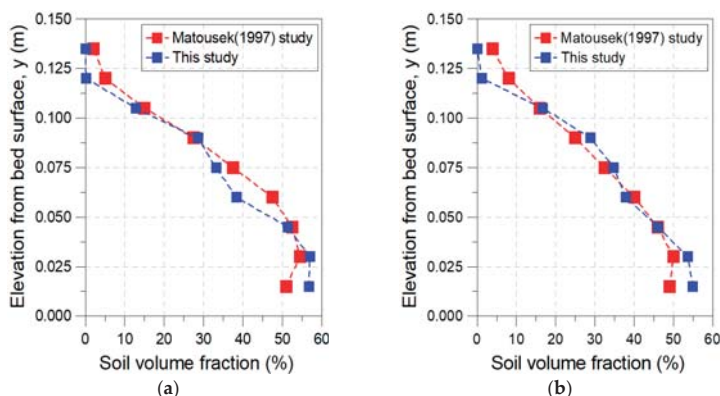 0.150
0.125
0.100
0.075
0.050
0.025
0.000
Elevation from bed surface, y (m)
Matousek(1997) study
This study
0 10 20 30 40 50 60
Soil volume fraction (%)
(a)
0.150
0.125
0.100
0.075
0.050
0.025
0.000
Elevation from bed surface, y (m)
Matousek(1997) study
This study
0 10 20 30 40 50 60
Soil volume fraction (%)
(b)